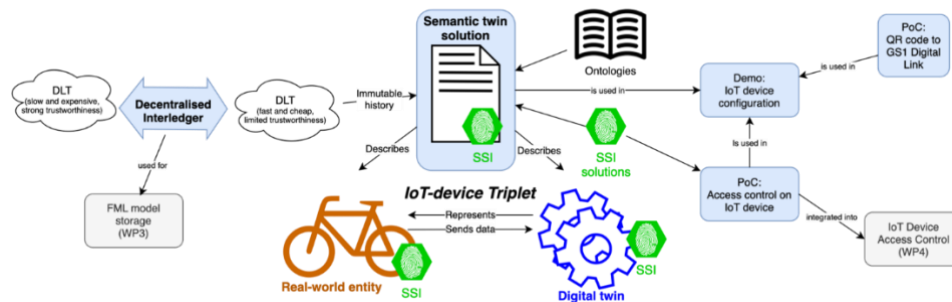 Semantic twin
solution
PoC:
QR code to
GS1 Digital
Link
Ontologies
is used in
DLT
(slow and expensive,
strong trustworthiness)
Decentralised
Interledger
DLT
(fast and cheap,
limited trustworthiness)
Immutable
history
is used in
Demo:
IoT device
configuration
SSI
SSI
solutions
Is used in
used for
Describes
Describes
PoC:
Access control on
IoT device
FML model
storage
(WP3)
IoT-device Triplet
Represents
Sends data
integrated into
IoT Device
Access Control
(WP4)
SSI
SSI
Real-world entity
Digital twin